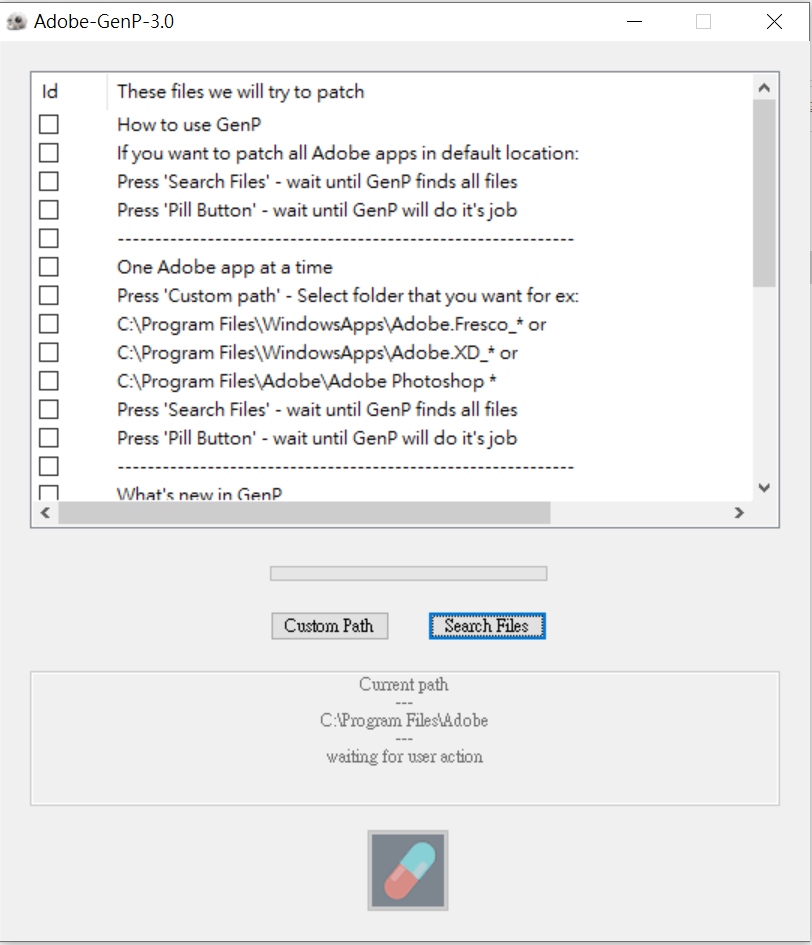 Adobe-GenP-3.0
Id These files we will try to patch
How to use GenP
If you want to patch all Adobe apps in default location:
Press 'Search Files' - wait until GenP finds all files
Press 'Pill Button' - wait until GenP will do it's job
-------------------------------------------------------------
One Adobe app at a time
Press 'Custom path' - Select folder that you want for ex:
C:\Program Files\WindowsApps\Adobe.Fresco_* or
C:\Program Files\WindowsApps\Adobe.XD_* or
C:\Program Files\Adobe\Adobe Photoshop *
Press 'Search Files' - wait until GenP finds all files
Press 'Pill Button' - wait until GenP will do it's job
-------------------------------------------------------------
What's new in GenP
Custom Path
Search Files
Current path
---
C:\Program Files\Adobe
---
waiting for user action